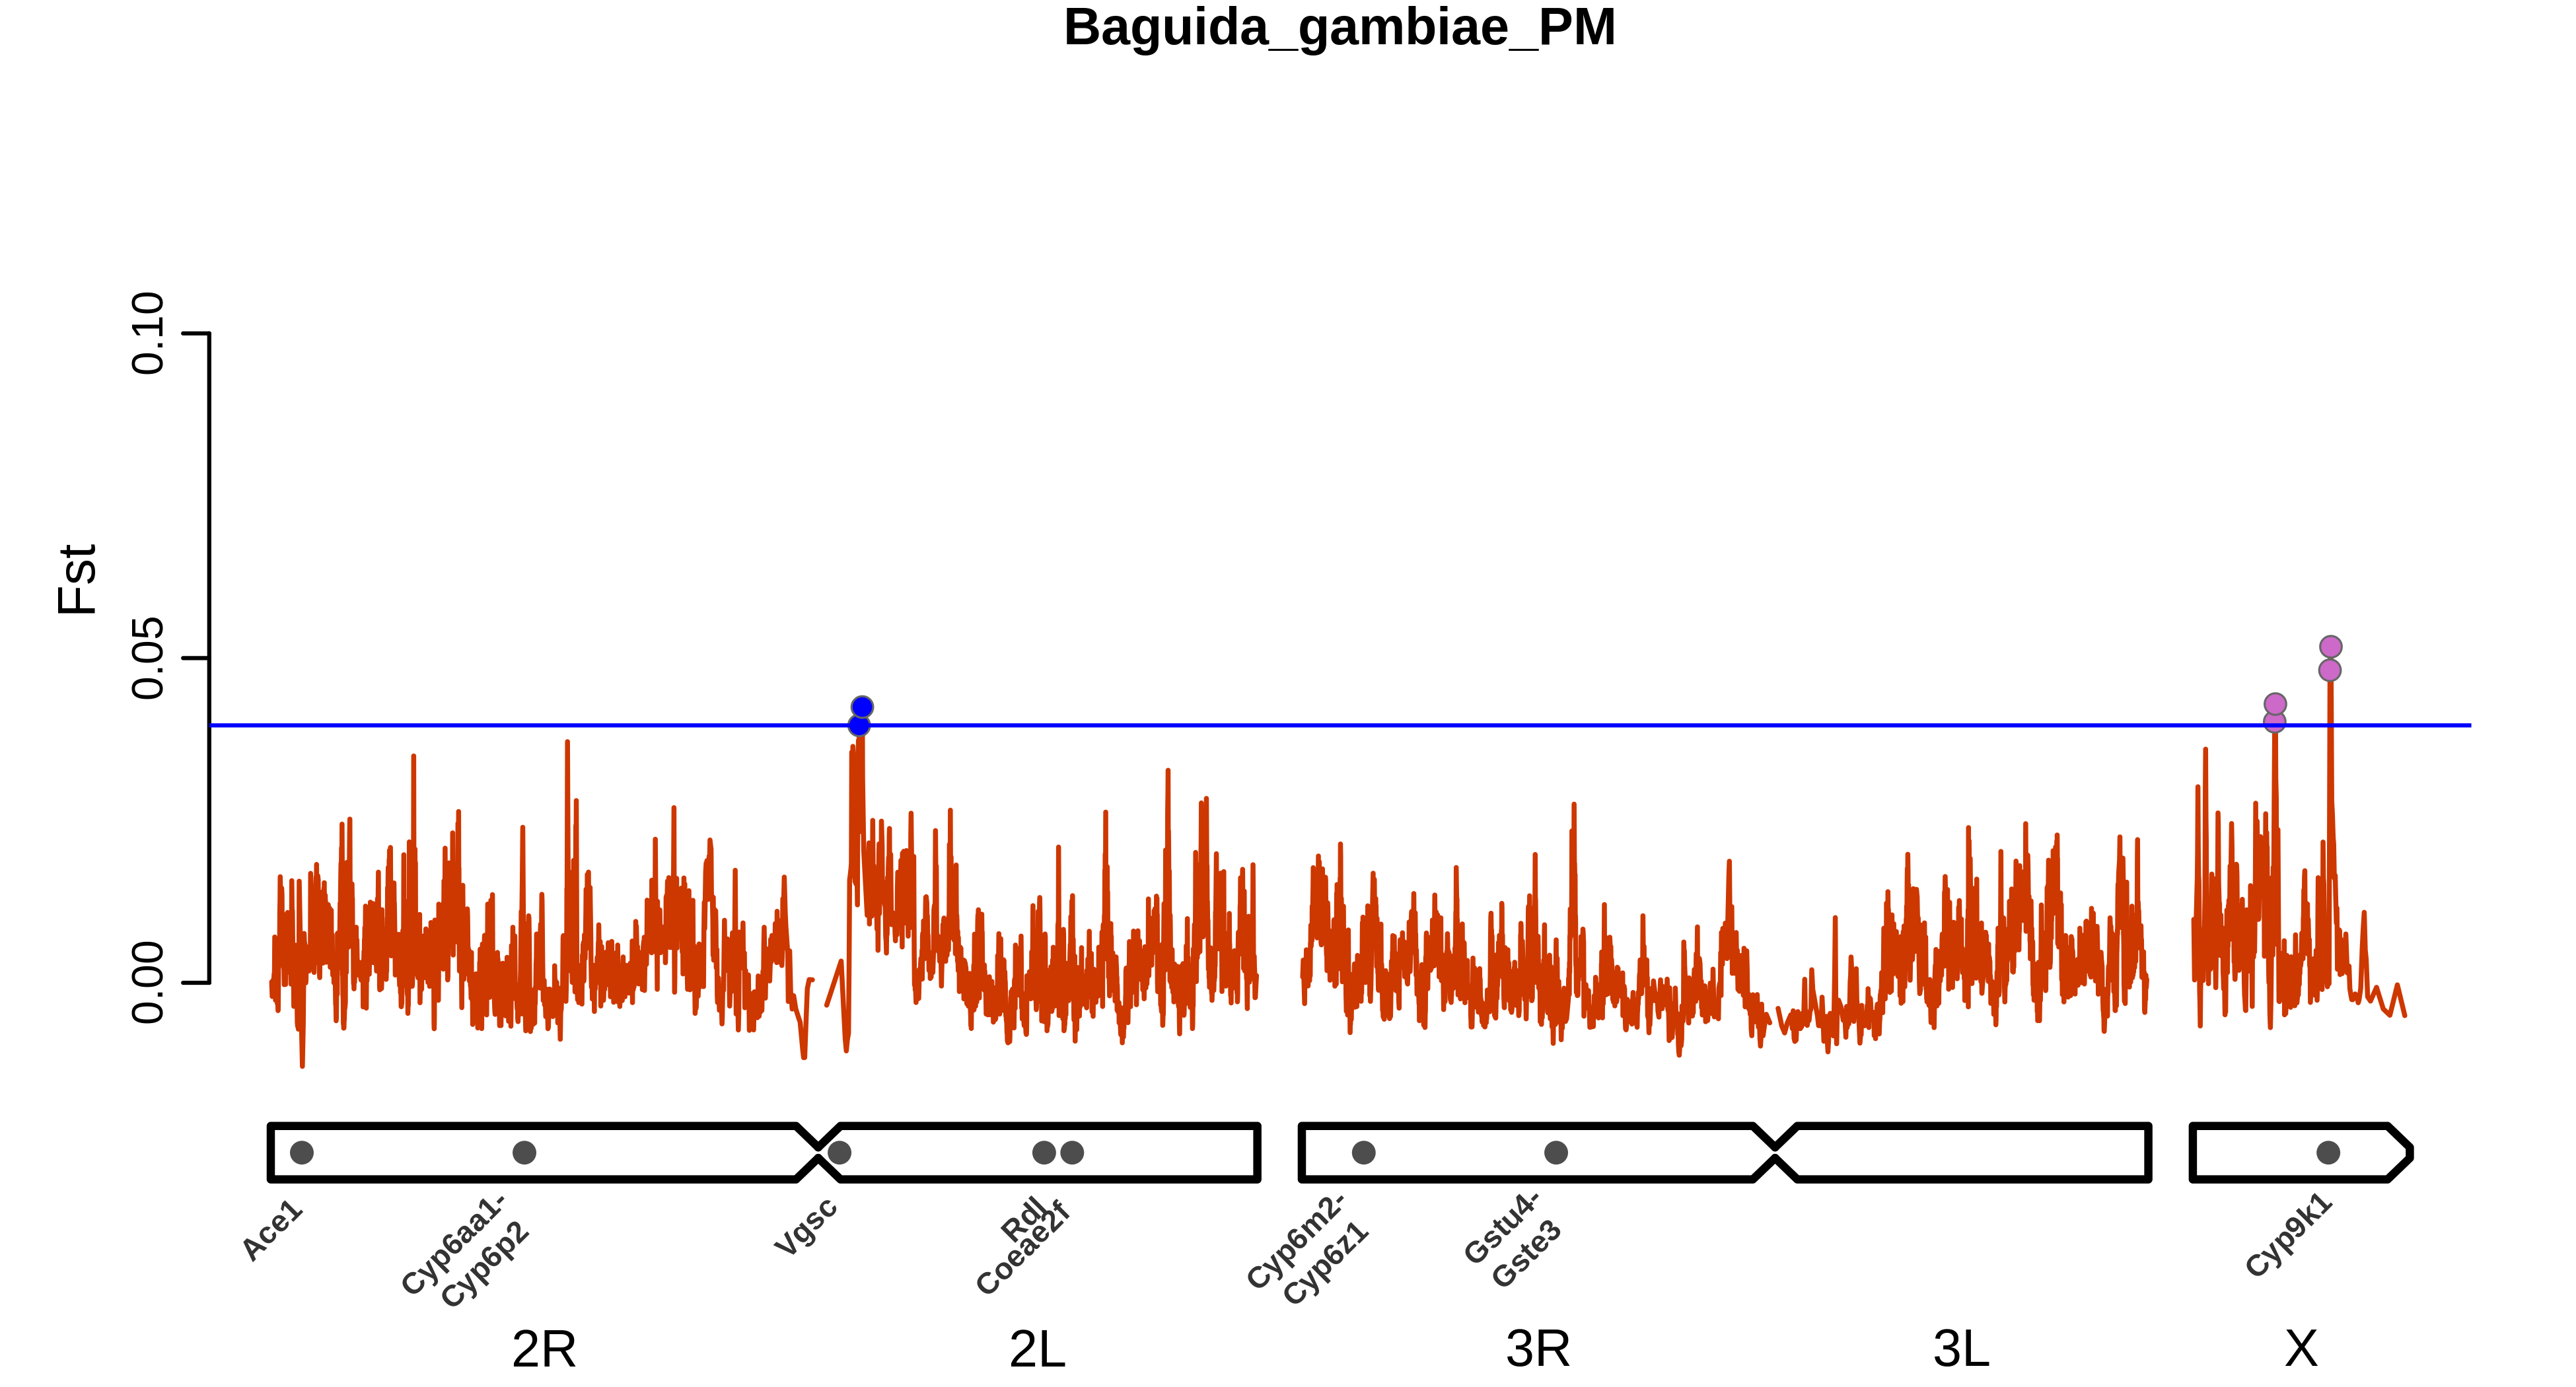 Baguida_gambiae_PM
Fst
0.10
0.05
0.00
Ace1
Cyp6aa1-
Cyp6p2
Vgsc
Rdl
Coeae2f
Cyp6m2-
Cyp6z1
Gstu4-
Gste3
Cyp9k1
2R
2L
3R
3L
X